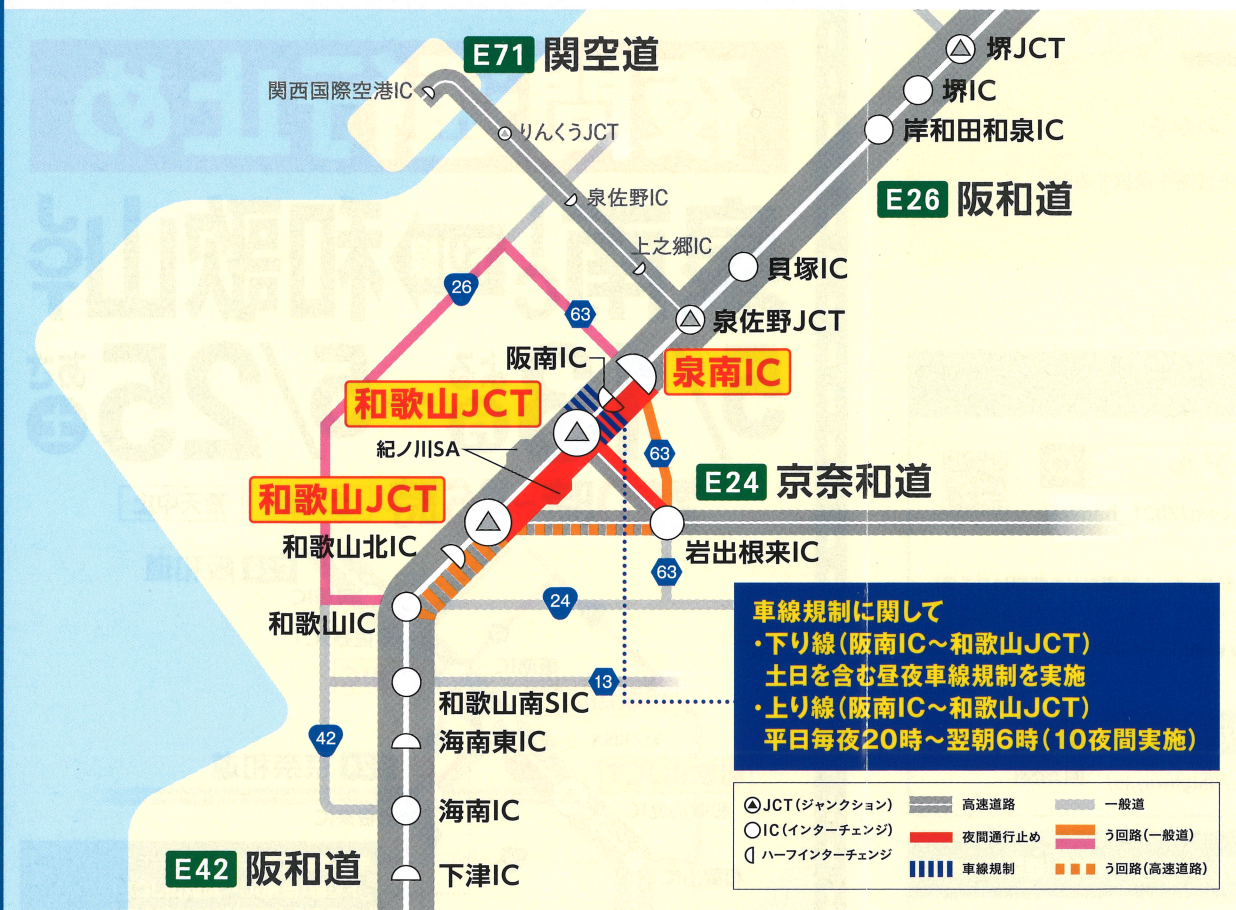 E71 関空道
関西国際空港IC
りんくうJCT
泉佐野IC
上之郷IC
堺JCT
堺IC
岸和田和泉IC
E26 阪和道
貝塚IC
泉佐野JCT
26
63
阪南IC
泉南IC
和歌山JCT
紀ノ川SA
63
E24 京奈和道
和歌山JCT
和歌山北IC
岩出根来IC
63
24
和歌山IC
13
和歌山南SIC
42
海南東IC
海南IC
E42 阪和道
下津IC
車線規制に関して
・下り線(阪南IC~和歌山JCT)
土日を含む昼夜車線規制を実施
・上り線(阪南IC~和歌山JCT)
平日毎夜20時~翌朝6時(10夜間実施)
JCT(ジャンクション)
IC(インターチェンジ)
ハーフインターチェンジ
高速道路
夜間通行止め
車線規制
一般道
う回路(一般道)
う回路(高速道路)